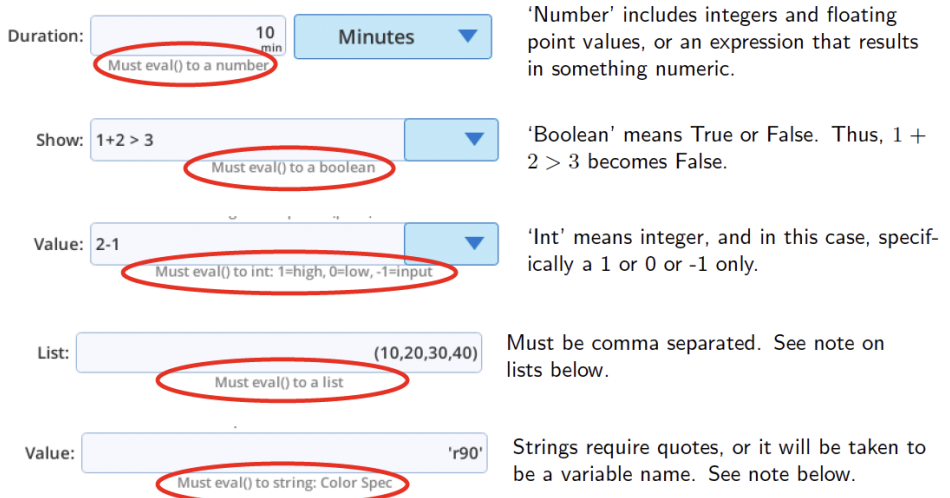 Duration:
10
min
Minutes
Must eval() to a number
‘Number’ includes integers and floating
point values, or an expression that results
in something numeric.
Show:
1+2 > 3
Must eval() to a boolean
‘Boolean’ means True or False. Thus, 1 +
2 > 3 becomes False.
Value:
2-1
Must eval() to int: 1=high, 0=low, -1=input
‘Int’ means integer, and in this case, specif-
ically a 1 or 0 or -1 only.
List:
(10,20,30,40)
Must eval() to a list
Must be comma separated. See note on
lists below.
Value:
'r90'
Must eval() to string: Color Spec
Strings require quotes, or it will be taken to
be a variable name. See note below.